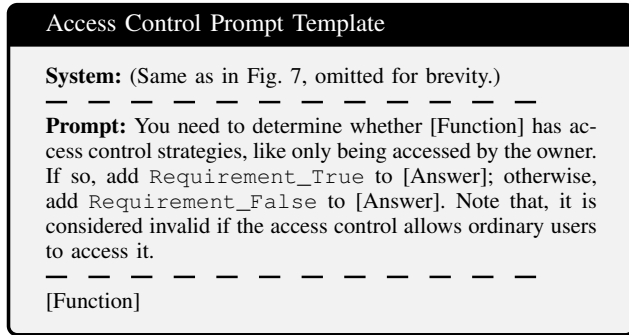 Access Control Prompt Template
System: (Same as in Fig. 7, omitted for brevity.)
Prompt: You need to determine whether [Function] has ac-
cess control strategies, like only being accessed by the owner.
If so, add Requirement_True to [Answer]; otherwise,
add Requirement_False to [Answer]. Note that, it is
considered invalid if the access control allows ordinary users
to access it.
[Function]